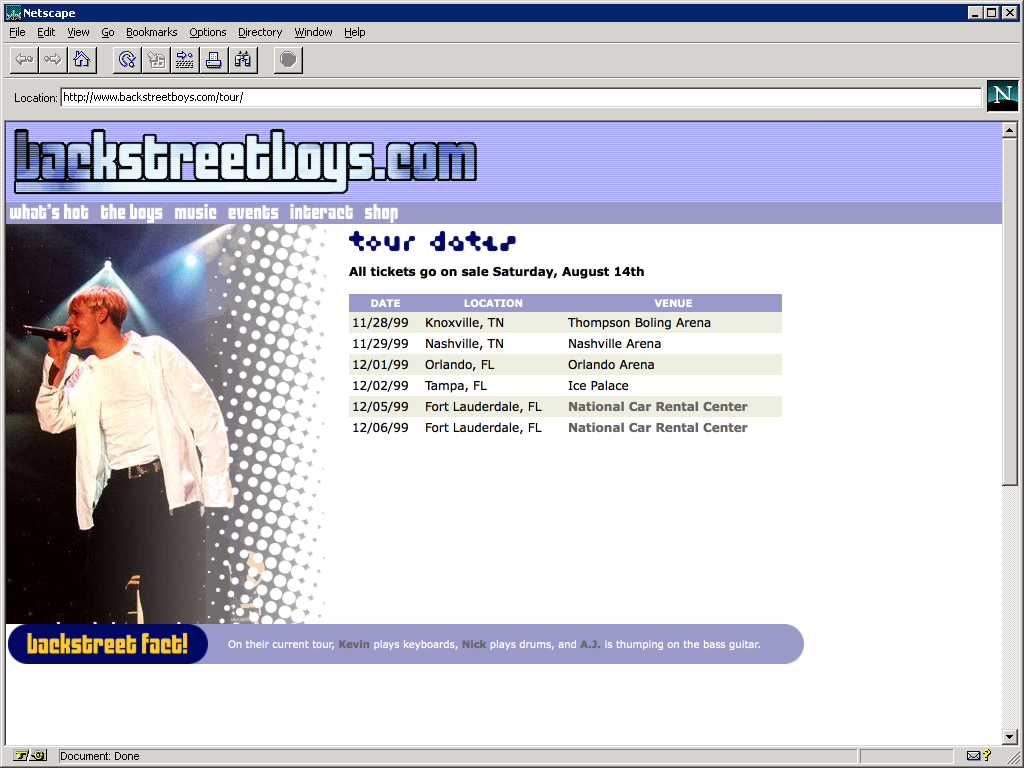 Netscape
File Edit View Go Bookmarks Options Directory Window Help
Location: http://www.backstreetboys.com/tour/
N
backstreetboys.com
what's hot the boys music events interact shop
tour dates
All tickets go on sale Saturday, August 14th
DATE LOCATION VENUE
11/28/99 Knoxville, TN Thompson Boling Arena
11/29/99 Nashville, TN Nashville Arena
12/01/99 Orlando, FL Orlando Arena
12/02/99 Tampa, FL Ice Palace
12/05/99 Fort Lauderdale, FL National Car Rental Center
12/06/99 Fort Lauderdale, FL National Car Rental Center
backstreet fact! On their current tour, Kevin plays keyboards, Nick plays drums, and A.J. is thumping on the bass guitar.
Document: Done